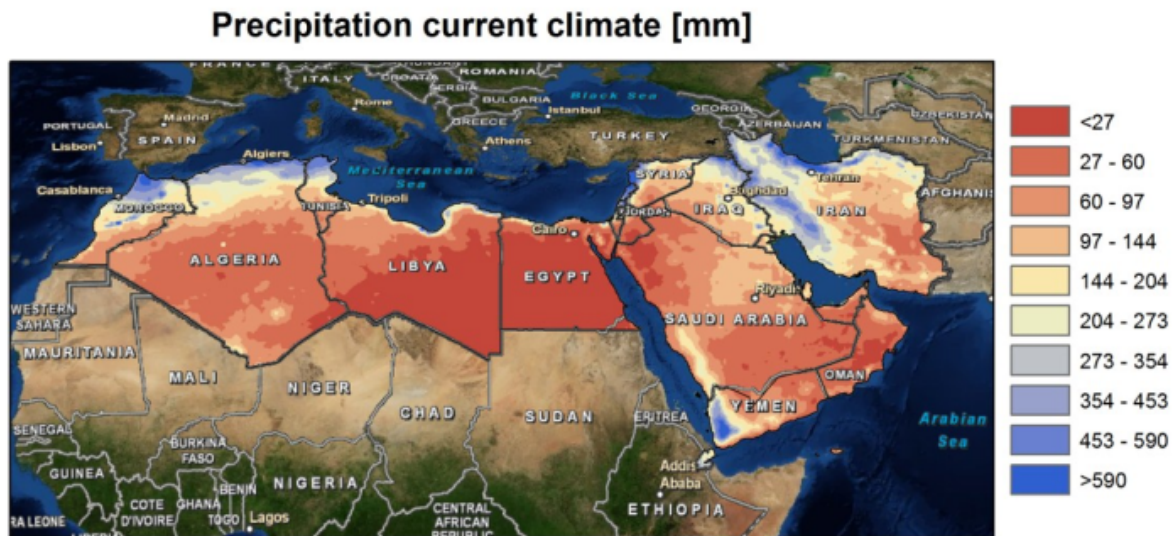 Precipitation current climate [mm]
FRANCE
ITALY
CROATIA
ROMANIA
SERBIA
BULGARIA
Black Sea
GEORGIA
UZBEKISTAN
PORTUGAL
Madrid
SPAIN
Lisbon
Rome
Istanbul
GREECE
Athens
TURKEY
AZERBAIJAN
TURKMENISTAN
Algiers
Mediterranean
Sea
SYRIA
Tehran
Casablanca
MOROCCO
TUNISIA
Tripoli
Baghdad
IRAQ
IRAN
AFGHANIS
JORDAN
Cairo
ALGERIA
LIBYA
EGYPT
Riyadh
SAUDI ARABIA
WESTERN
SAHARA
MAURITANIA
MALI
NIGER
CHAD
SUDAN
ERITREA
YEMEN
OMAN
Arabian
Sea
SENEGAL
BURKINA
FASO
GUINEA
BENIN
NIGERIA
Addis
Ababa
COTE
D'IVOIRE
GHANA
TOGO
Lagos
CENTRAL
AFRICAN
REPUBLIC
ETHIOPIA
RA LEONE
<27
27 - 60
60 - 97
97 - 144
144 - 204
204 - 273
273 - 354
354 - 453
453 - 590
>590